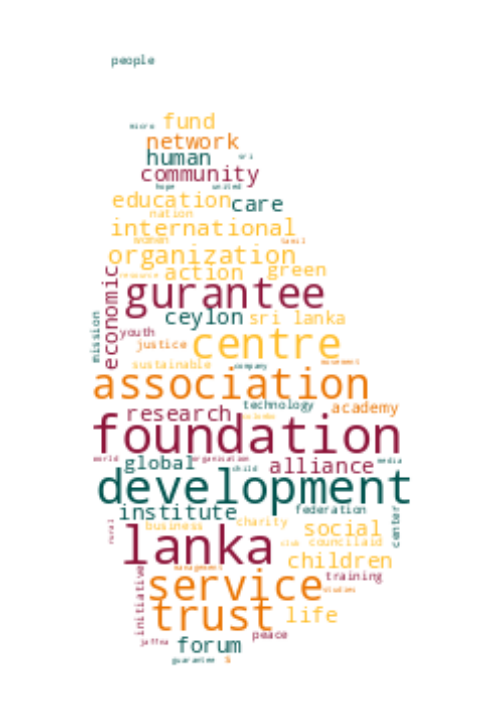 people
micro fund
network
human sri
community
hope united
education care
nation
international
woman tamil
organization
resource action green
economic
gurantee
mission
ceylon sri lanka
youth
justice centre
sustainable company movement
association
technology academy
research
foundation
world global organisation child alliance media
development
institute federation
center
rural business charity social
lanka club councilaid
children
management training
initiative
service studies
trust life
peace
jaffna forum
guarantee s